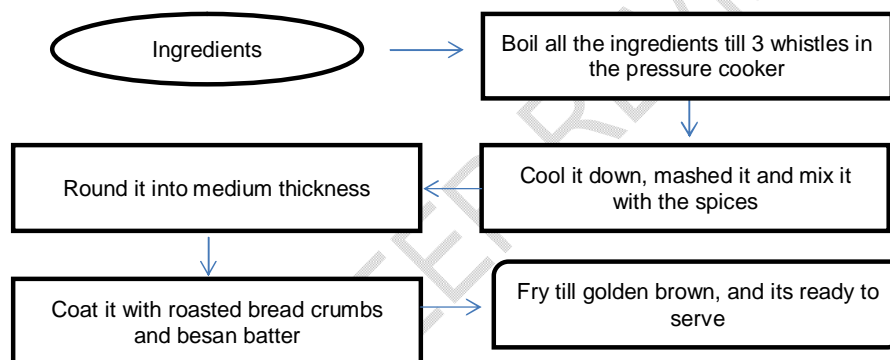 Ingredients
Boil all the ingredients till 3 whistles in
the pressure cooker
Cool it down, mashed it and mix it
with the spices
Round it into medium thickness
Coat it with roasted bread crumbs
and besan batter
Fry till golden brown, and its ready to
serve